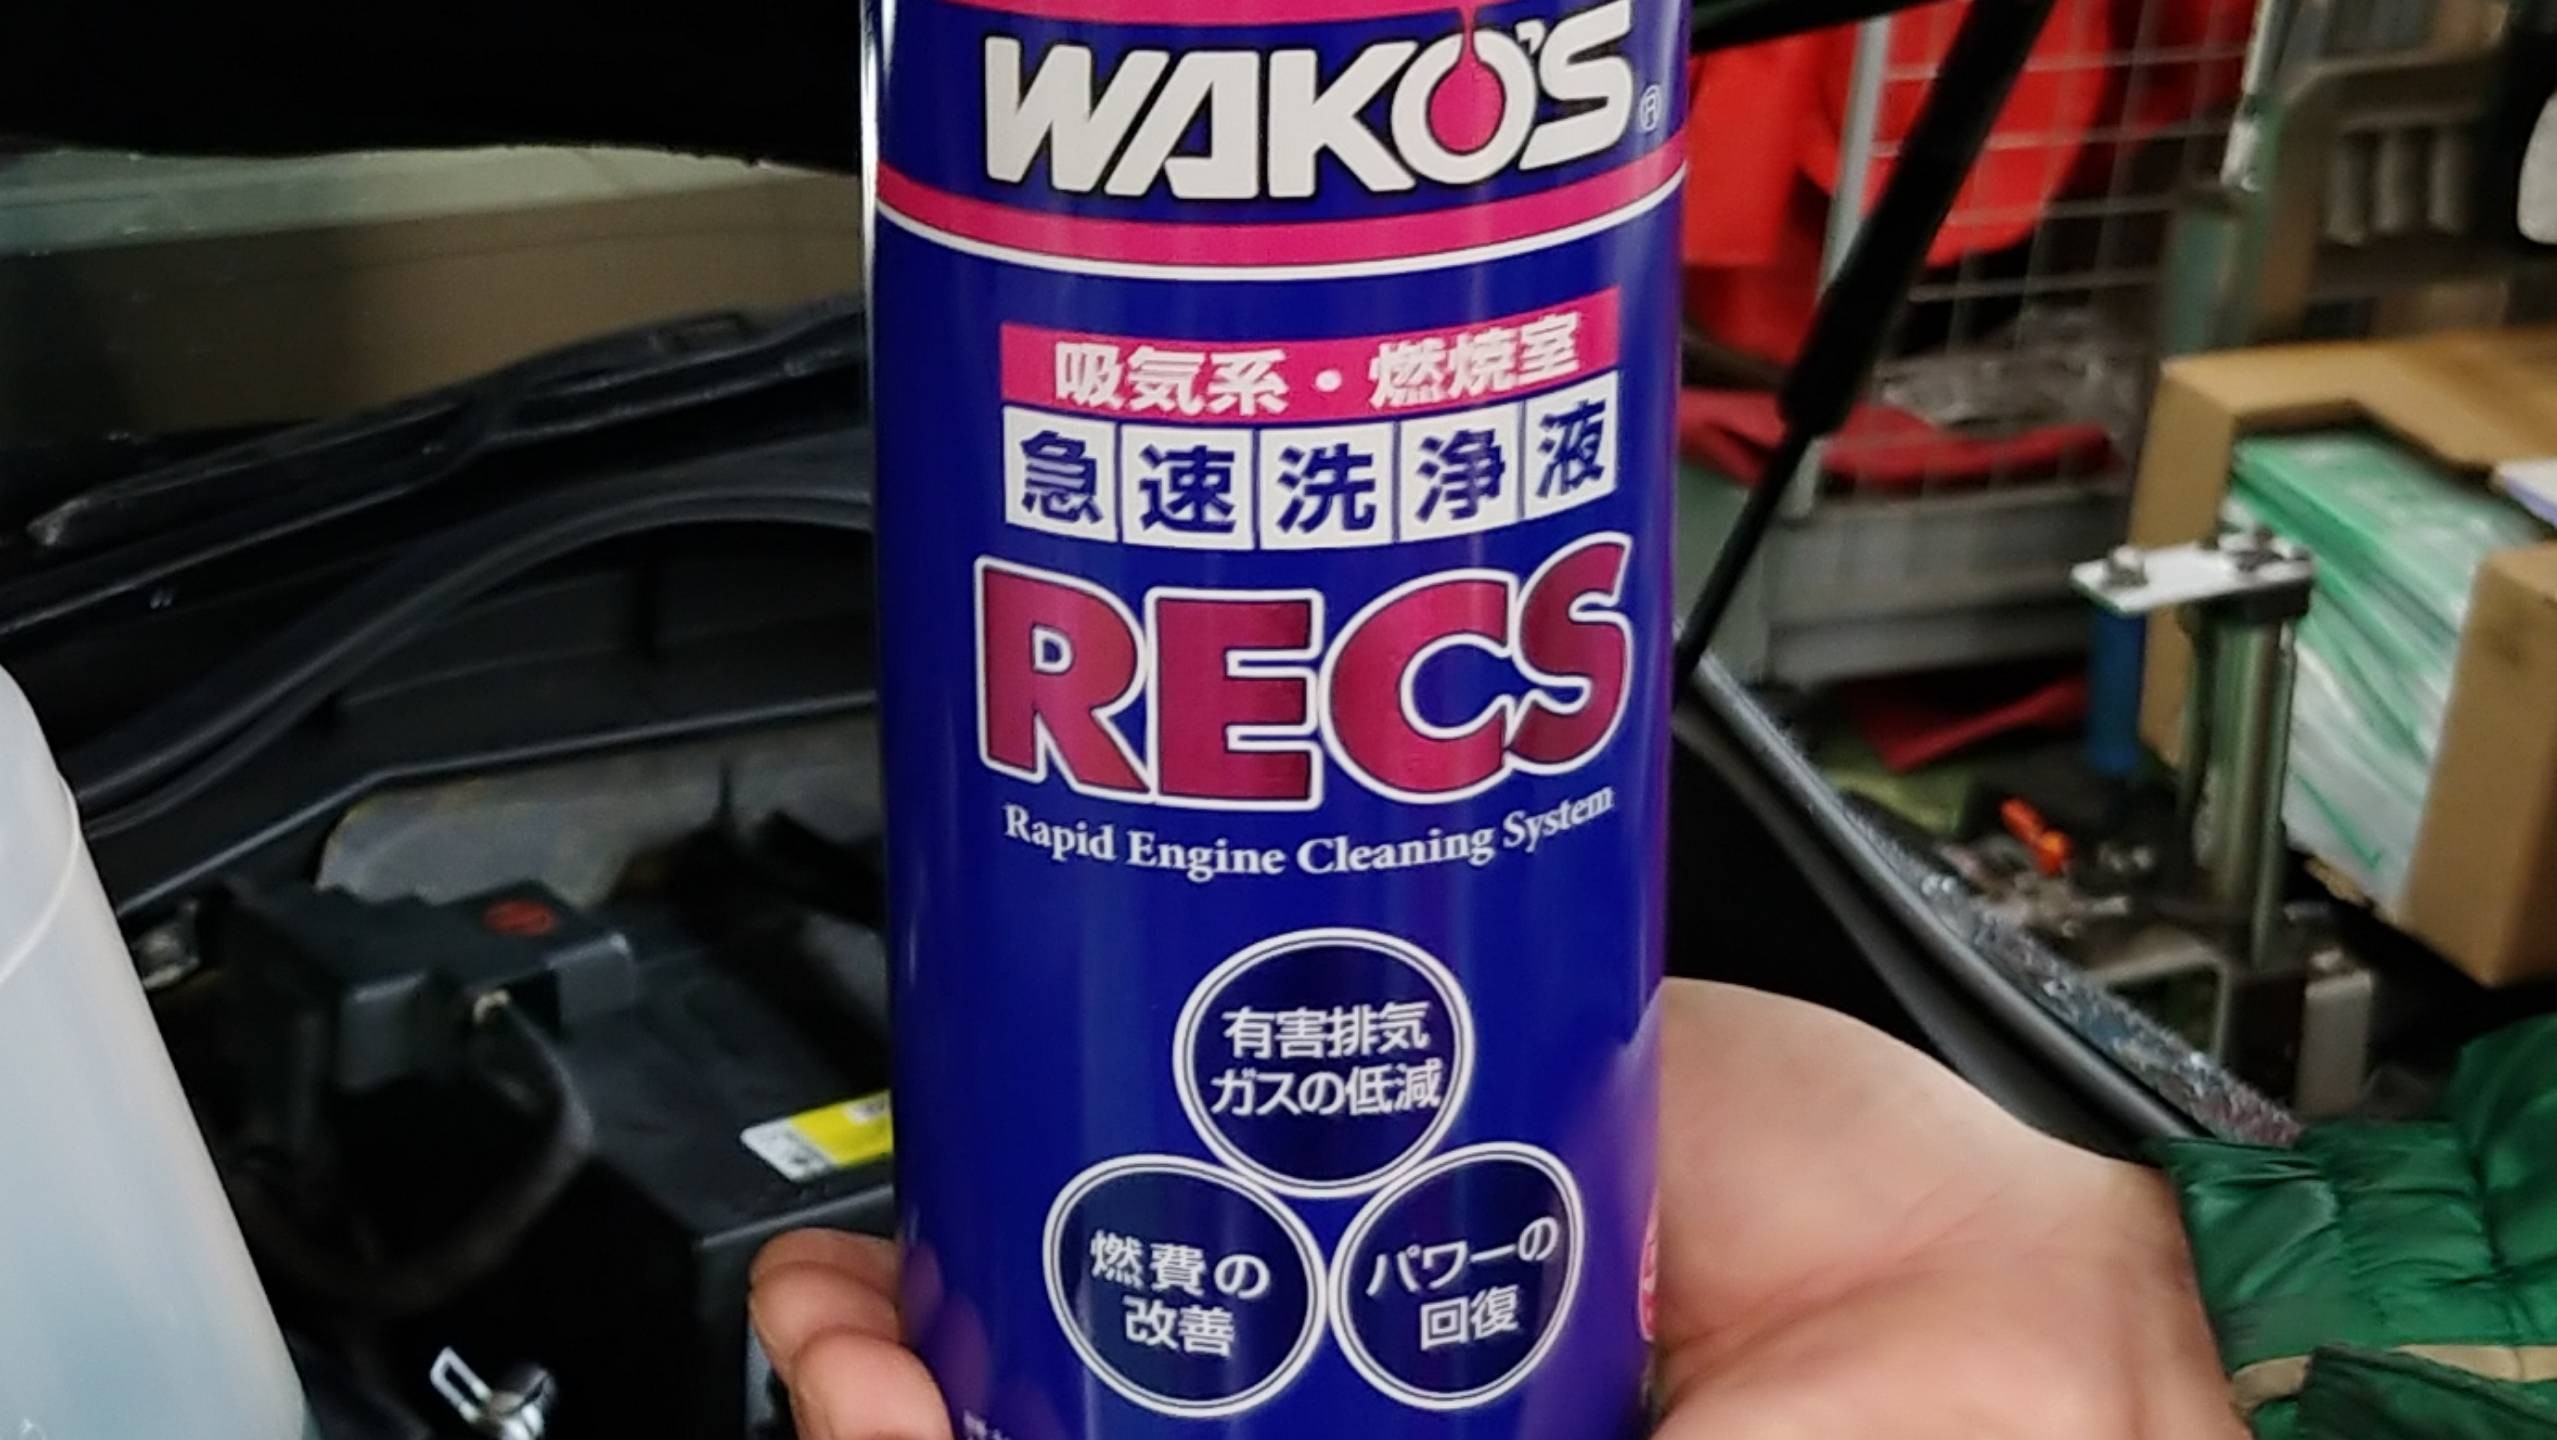 WAKO'S®
吸気系・燃焼室
急速洗浄液
RECS
Rapid Engine Cleaning System
有害排気
ガスの低減
燃費の
改善
パワーの
回復